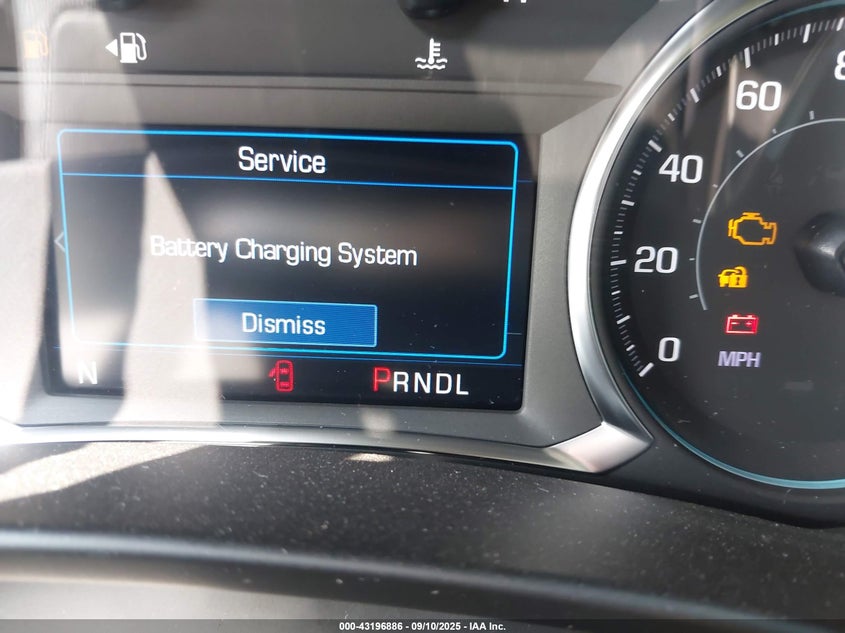 Service
Battery Charging System
Dismiss
N
PRNDL
60
40
20
0
MPH
000-43196886 - 09/10/2025 - IAA Inc.